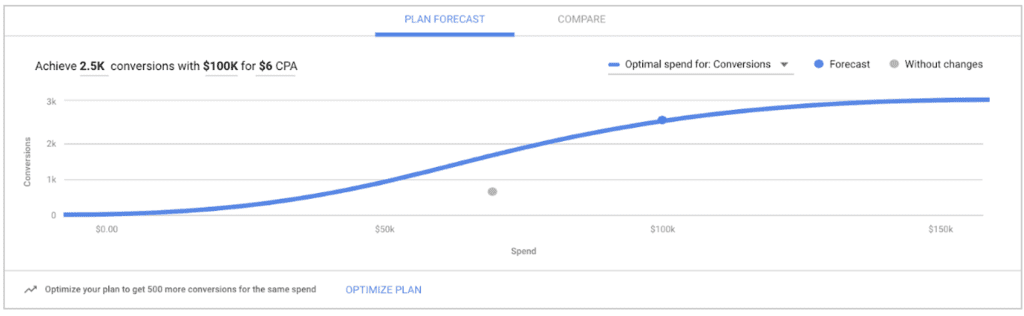 PLAN FORECAST COMPARE
Achieve 2.5K conversions with $100K for $6 CPA
Optimal spend for: Conversions Forecast Without changes
3k
2k
1k
0
Conversions
$0.00 $50k $100k $150k
Spend
Optimize your plan to get 500 more conversions for the same spend OPTIMIZE PLAN